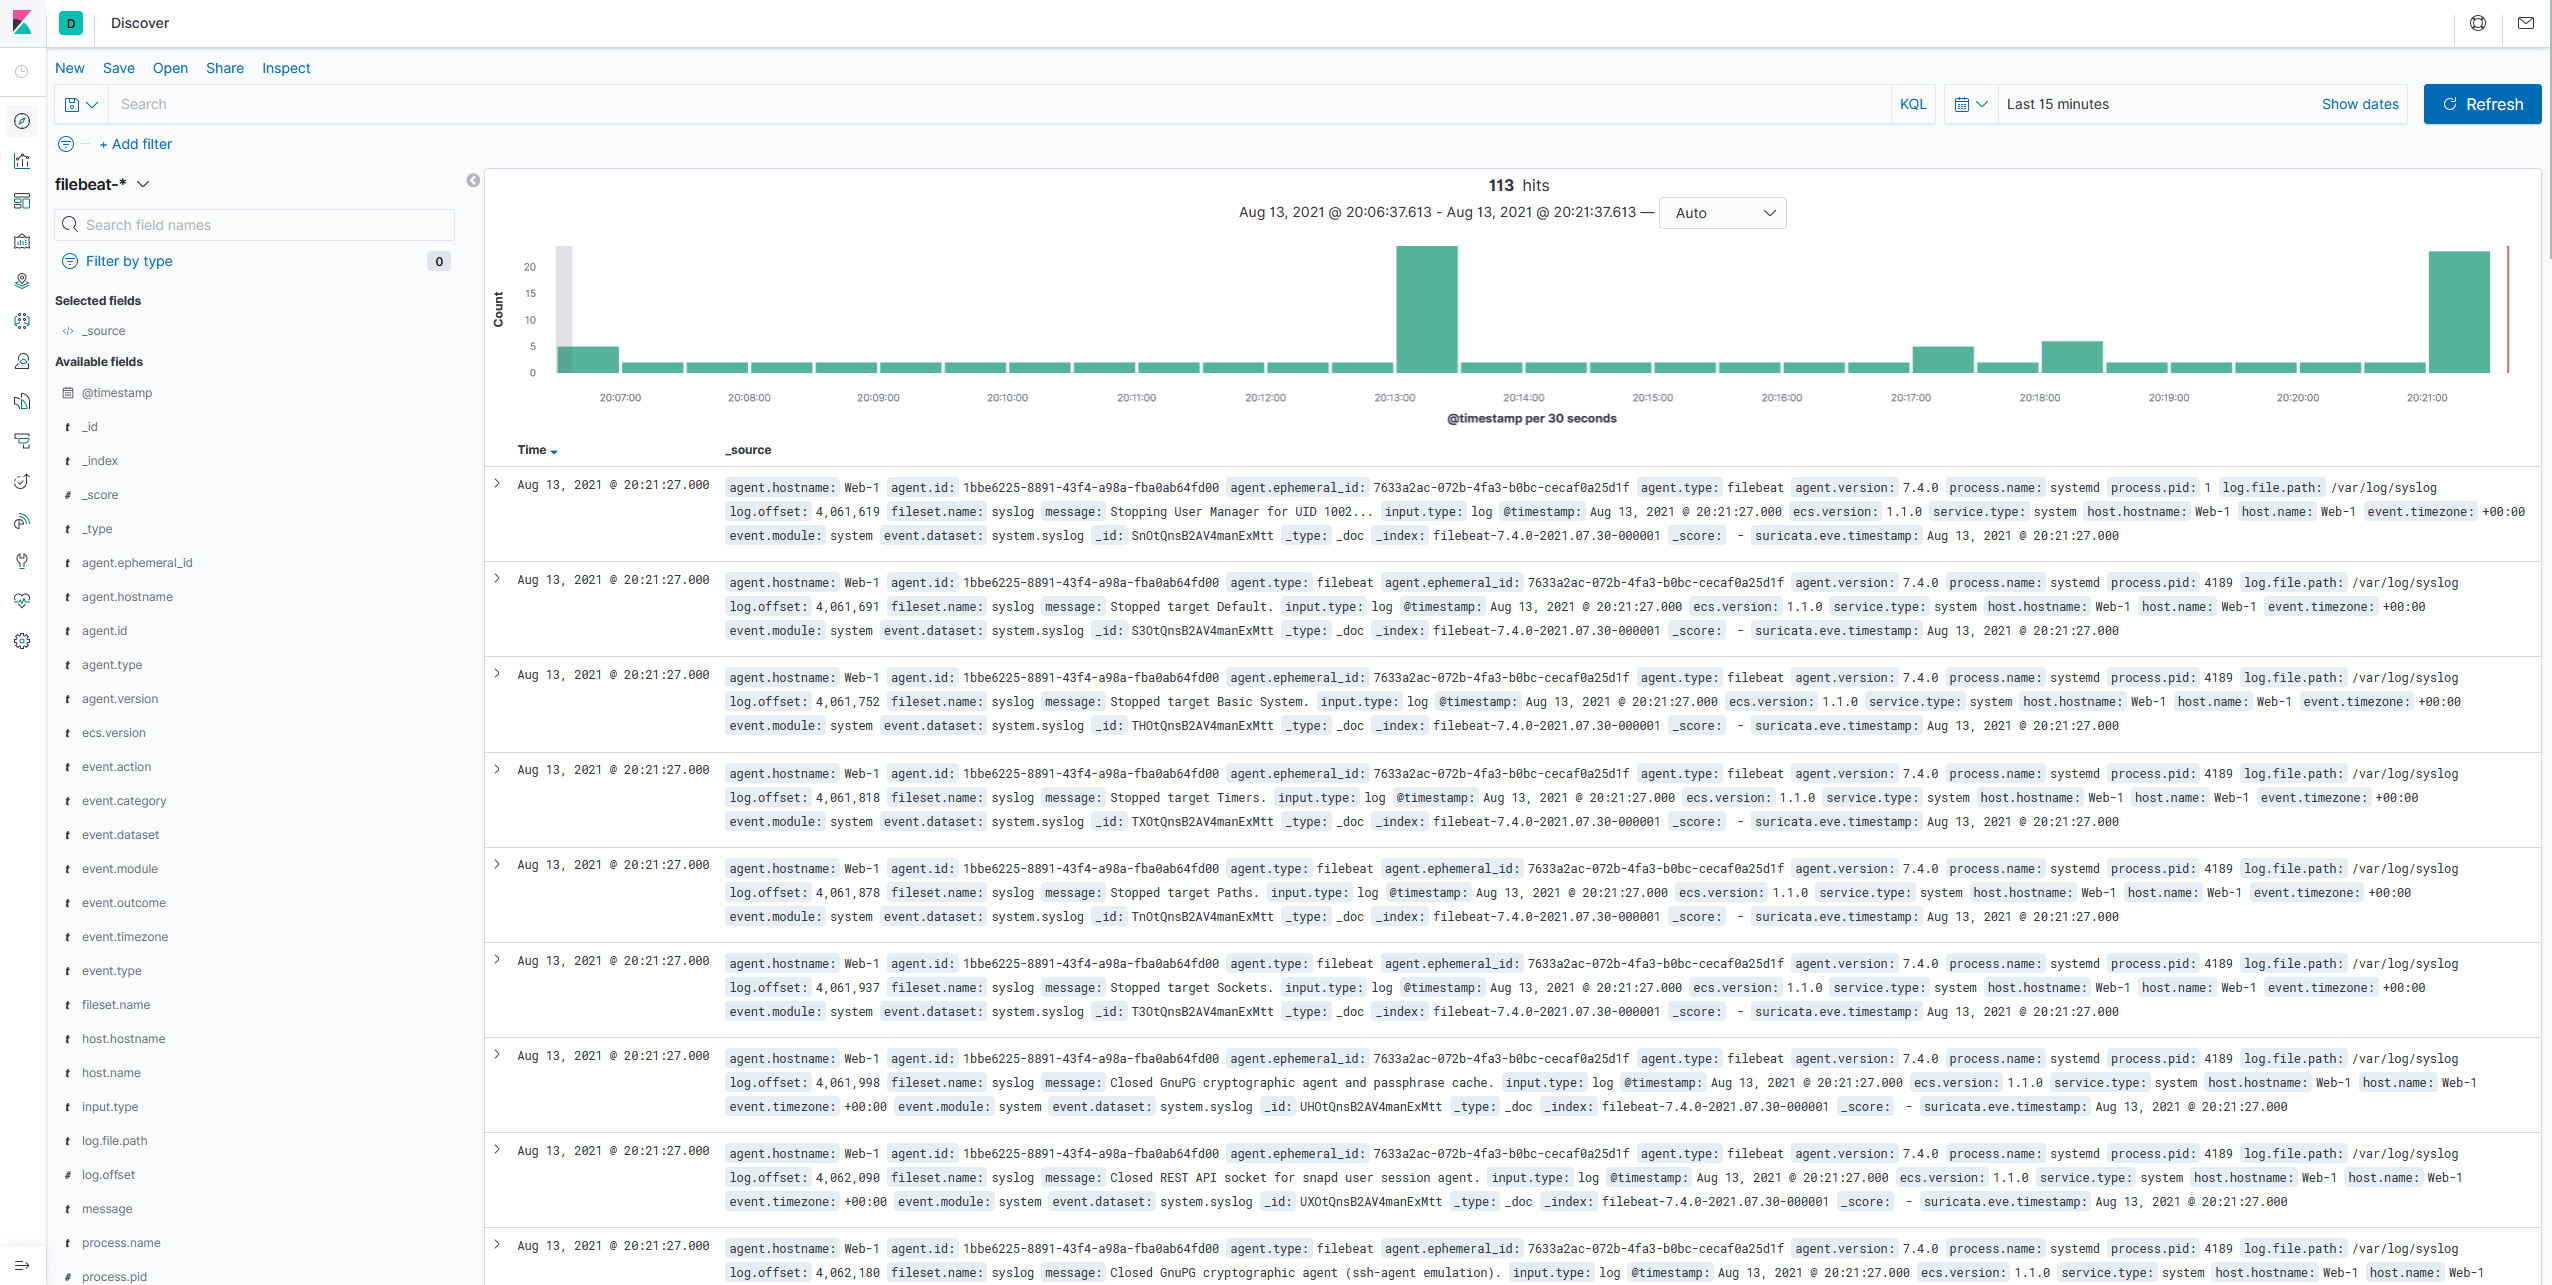 D Discover
New Save Open Share Inspect
Search KQL Last 15 minutes Show dates Refresh
+ Add filter
filebeat-*
Search field names
Filter by type 0
Selected fields
_source
Available fields
@timestamp
t _id
t _index
# _score
t _type
t agent.ephemeral_id
t agent.hostname
t agent.id
t agent.type
t agent.version
t ecs.version
t event.action
t event.category
t event.dataset
t event.module
t event.outcome
t event.timezone
t event.type
t fileset.name
t host.hostname
t host.name
t input.type
t log.file.path
# log.offset
t message
t process.name
# process.pid
113 hits
Aug 13, 2021 @ 20:06:37.613 - Aug 13, 2021 @ 20:21:37.613 — Auto
Count
20
15
10
5
0
20:07:00 20:08:00 20:09:00 20:10:00 20:11:00 20:12:00 20:13:00 20:14:00 20:15:00 20:16:00 20:17:00 20:18:00 20:19:00 20:20:00 20:21:00
@timestamp per 30 seconds
Time _source
Aug 13, 2021 @ 20:21:27.000 agent.hostname: Web-1 agent.id: 1bbe6225-8891-43f4-a98a-fba0ab64fd00 agent.ephemeral_id: 7633a2ac-072b-4fa3-b0bc-cecaf0a25d1f agent.type: filebeat agent.version: 7.4.0 process.name: systemd process.pid: 1 log.file.path: /var/log/syslog
log.offset: 4,061,619 fileset.name: syslog message: Stopping User Manager for UID 1002... input.type: log @timestamp: Aug 13, 2021 @ 20:21:27.000 ecs.version: 1.1.0 service.type: system host.hostname: Web-1 host.name: Web-1 event.timezone: +00:00
event.module: system event.dataset: system.syslog _id: SnOtQnsB2AV4manExMtt _type: _doc _index: filebeat-7.4.0-2021.07.30-000001 _score: - suricata.eve.timestamp: Aug 13, 2021 @ 20:21:27.000
Aug 13, 2021 @ 20:21:27.000 agent.hostname: Web-1 agent.id: 1bbe6225-8891-43f4-a98a-fba0ab64fd00 agent.type: filebeat agent.ephemeral_id: 7633a2ac-072b-4fa3-b0bc-cecaf0a25d1f agent.version: 7.4.0 process.name: systemd process.pid: 4189 log.file.path: /var/log/syslog
log.offset: 4,061,691 fileset.name: syslog message: Stopped target Default. input.type: log @timestamp: Aug 13, 2021 @ 20:21:27.000 ecs.version: 1.1.0 service.type: system host.hostname: Web-1 host.name: Web-1 event.timezone: +00:00
event.module: system event.dataset: system.syslog _id: S3OtQnsB2AV4manExMtt _type: _doc _index: filebeat-7.4.0-2021.07.30-000001 _score: - suricata.eve.timestamp: Aug 13, 2021 @ 20:21:27.000
Aug 13, 2021 @ 20:21:27.000 agent.hostname: Web-1 agent.id: 1bbe6225-8891-43f4-a98a-fba0ab64fd00 agent.ephemeral_id: 7633a2ac-072b-4fa3-b0bc-cecaf0a25d1f agent.type: filebeat agent.version: 7.4.0 process.name: systemd process.pid: 4189 log.file.path: /var/log/syslog
log.offset: 4,061,752 fileset.name: syslog message: Stopped target Basic System. input.type: log @timestamp: Aug 13, 2021 @ 20:21:27.000 ecs.version: 1.1.0 service.type: system host.hostname: Web-1 host.name: Web-1 event.timezone: +00:00
event.module: system event.dataset: system.syslog _id: THOtQnsB2AV4manExMtt _type: _doc _index: filebeat-7.4.0-2021.07.30-000001 _score: - suricata.eve.timestamp: Aug 13, 2021 @ 20:21:27.000
Aug 13, 2021 @ 20:21:27.000 agent.hostname: Web-1 agent.id: 1bbe6225-8891-43f4-a98a-fba0ab64fd00 agent.ephemeral_id: 7633a2ac-072b-4fa3-b0bc-cecaf0a25d1f agent.type: filebeat agent.version: 7.4.0 process.name: systemd process.pid: 4189 log.file.path: /var/log/syslog
log.offset: 4,061,818 fileset.name: syslog message: Stopped target Timers. input.type: log @timestamp: Aug 13, 2021 @ 20:21:27.000 ecs.version: 1.1.0 service.type: system host.hostname: Web-1 host.name: Web-1 event.timezone: +00:00
event.module: system event.dataset: system.syslog _id: TXOtQnsB2AV4manExMtt _type: _doc _index: filebeat-7.4.0-2021.07.30-000001 _score: - suricata.eve.timestamp: Aug 13, 2021 @ 20:21:27.000
Aug 13, 2021 @ 20:21:27.000 agent.hostname: Web-1 agent.id: 1bbe6225-8891-43f4-a98a-fba0ab64fd00 agent.type: filebeat agent.ephemeral_id: 7633a2ac-072b-4fa3-b0bc-cecaf0a25d1f agent.version: 7.4.0 process.name: systemd process.pid: 4189 log.file.path: /var/log/syslog
log.offset: 4,061,878 fileset.name: syslog message: Stopped target Paths. input.type: log @timestamp: Aug 13, 2021 @ 20:21:27.000 ecs.version: 1.1.0 service.type: system host.hostname: Web-1 host.name: Web-1 event.timezone: +00:00
event.module: system event.dataset: system.syslog _id: TnOtQnsB2AV4manExMtt _type: _doc _index: filebeat-7.4.0-2021.07.30-000001 _score: - suricata.eve.timestamp: Aug 13, 2021 @ 20:21:27.000
Aug 13, 2021 @ 20:21:27.000 agent.hostname: Web-1 agent.id: 1bbe6225-8891-43f4-a98a-fba0ab64fd00 agent.type: filebeat agent.ephemeral_id: 7633a2ac-072b-4fa3-b0bc-cecaf0a25d1f agent.version: 7.4.0 process.name: systemd process.pid: 4189 log.file.path: /var/log/syslog
log.offset: 4,061,937 fileset.name: syslog message: Stopped target Sockets. input.type: log @timestamp: Aug 13, 2021 @ 20:21:27.000 ecs.version: 1.1.0 service.type: system host.hostname: Web-1 host.name: Web-1 event.timezone: +00:00
event.module: system event.dataset: system.syslog _id: T3OtQnsB2AV4manExMtt _type: _doc _index: filebeat-7.4.0-2021.07.30-000001 _score: - suricata.eve.timestamp: Aug 13, 2021 @ 20:21:27.000
Aug 13, 2021 @ 20:21:27.000 agent.hostname: Web-1 agent.id: 1bbe6225-8891-43f4-a98a-fba0ab64fd00 agent.ephemeral_id: 7633a2ac-072b-4fa3-b0bc-cecaf0a25d1f agent.type: filebeat agent.version: 7.4.0 process.name: systemd process.pid: 4189 log.file.path: /var/log/syslog
log.offset: 4,061,998 fileset.name: syslog message: Closed GnuPG cryptographic agent and passphrase cache. input.type: log @timestamp: Aug 13, 2021 @ 20:21:27.000 ecs.version: 1.1.0 service.type: system host.hostname: Web-1 host.name: Web-1
event.timezone: +00:00 event.module: system event.dataset: system.syslog _id: UHOtQnsB2AV4manExMtt _type: _doc _index: filebeat-7.4.0-2021.07.30-000001 _score: - suricata.eve.timestamp: Aug 13, 2021 @ 20:21:27.000
Aug 13, 2021 @ 20:21:27.000 agent.hostname: Web-1 agent.id: 1bbe6225-8891-43f4-a98a-fba0ab64fd00 agent.ephemeral_id: 7633a2ac-072b-4fa3-b0bc-cecaf0a25d1f agent.type: filebeat agent.version: 7.4.0 process.name: systemd process.pid: 4189 log.file.path: /var/log/syslog
log.offset: 4,062,090 fileset.name: syslog message: Closed REST API socket for snapd user session agent. input.type: log @timestamp: Aug 13, 2021 @ 20:21:27.000 ecs.version: 1.1.0 service.type: system host.hostname: Web-1 host.name: Web-1
event.timezone: +00:00 event.module: system event.dataset: system.syslog _id: UXOtQnsB2AV4manExMtt _type: _doc _index: filebeat-7.4.0-2021.07.30-000001 _score: - suricata.eve.timestamp: Aug 13, 2021 @ 20:21:27.000
Aug 13, 2021 @ 20:21:27.000 agent.hostname: Web-1 agent.id: 1bbe6225-8891-43f4-a98a-fba0ab64fd00 agent.type: filebeat agent.ephemeral_id: 7633a2ac-072b-4fa3-b0bc-cecaf0a25d1f agent.version: 7.4.0 process.name: systemd process.pid: 4189 log.file.path: /var/log/syslog
log.offset: 4,062,180 fileset.name: syslog message: Closed GnuPG cryptographic agent (ssh-agent emulation). input.type: log @timestamp: Aug 13, 2021 @ 20:21:27.000 ecs.version: 1.1.0 service.type: system host.hostname: Web-1 host.name: Web-1